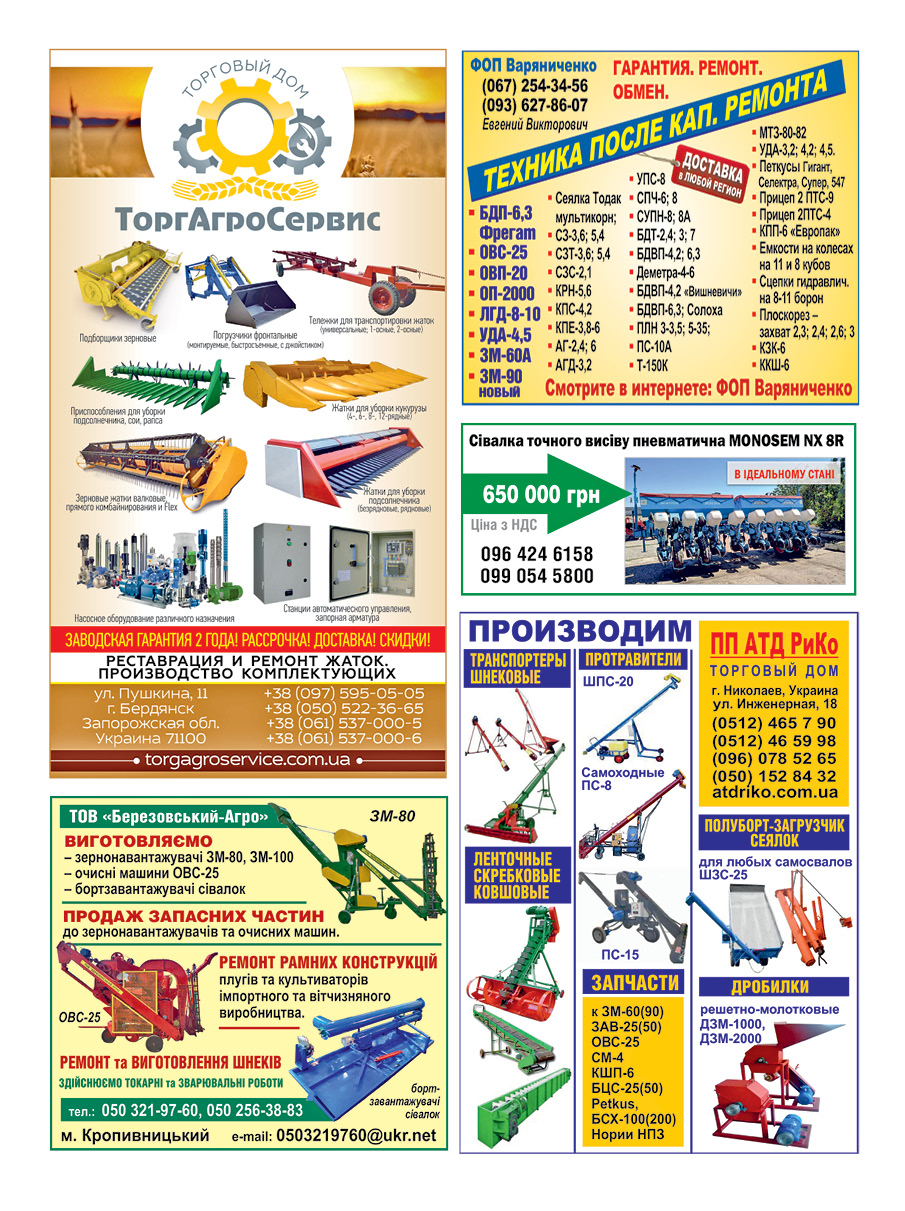 ТОРГОВЫЙ ДОМ
ТоргАгроСервис
Подборщики зерновые
Погрузчики фронтальные
(монтируемые, быстросъемные, с джойстиком)
Тележки для транспортировки жаток
(универсальные; 1-осные, 2-осные)
Приспособления для уборки
подсолнечника, сои, рапса
Жатки для уборки кукурузы
(4-, 6-, 8-, 12-рядные)
Зерновые жатки валковые,
прямого комбайнирования и Flex
Жатки для уборки
подсолнечника
(безрядковые, рядковые)
Насосное оборудование различного назначения
Станции автоматического управления,
запорная арматура
ЗАВОДСКАЯ ГАРАНТИЯ 2 ГОДА! РАССРОЧКА! ДОСТАВКА! СКИДКИ!
РЕСТАВРАЦИЯ И РЕМОНТ ЖАТОК.
ПРОИЗВОДСТВО КОМПЛЕКТУЮЩИХ
ул. Пушкина, 11
г. Бердянск
Запорожская обл.
Украина 71100
+38 (097) 595-05-05
+38 (050) 522-36-65
+38 (061) 537-000-5
+38 (061) 537-000-6
• torgagroservice.com.ua •
ФОП Варяниченко
(067) 254-34-56
(093) 627-86-07
Евгений Викторович
ГАРАНТИЯ. РЕМОНТ.
ОБМЕН.
ТЕХНИКА ПОСЛЕ КАП. РЕМОНТА
ДОСТАВКА
В ЛЮБОЙ РЕГИОН
▪ БДП-6,3
Фрегат
▪ ОВС-25
▪ ОВП-20
▪ ОП-2000
▪ ЛГД-8-10
▪ УДА-4,5
▪ ЗМ-60А
▪ ЗМ-90
новый
▪ Сеялка Тодак
мультикорн;
▪ СЗ-3,6; 5,4
▪ СЗТ-3,6; 5,4
▪ СЗС-2,1
▪ КРН-5,6
▪ КПС-4,2
▪ КПЕ-3,8-6
▪ АГ-2,4; 6
▪ АГД-3,2
▪ УПС-8
▪ СПЧ-6; 8
▪ СУПН-8; 8А
▪ БДТ-2,4; 3; 7
▪ БДВП-4,2; 6,3
▪ Деметра-4-6
▪ БДВП-4,2 «Вишневичи»
▪ БДВП-6,3; Солоха
▪ ПЛН 3-3,5; 5-35;
▪ ПС-10А
▪ Т-150К
▪ МТЗ-80-82
▪ УДА-3,2; 4,2; 4,5.
▪ Петкусы Гигант,
Селектра, Супер, 547
▪ Прицеп 2 ПТС-9
▪ Прицеп 2ПТС-4
▪ КПП-6 «Европак»
▪ Емкости на колесах
на 11 и 8 кубов
▪ Сцепки гидравлич.
на 8-11 борон
▪ Плоскорез –
захват 2,3; 2,4; 2,6; 3
▪ КЗК-6
▪ ККШ-6
Смотрите в интернете: ФОП Варяниченко
Сівалка точного висіву пневматична MONOSEM NX 8R
В ІДЕАЛЬНОМУ СТАНІ
650 000 грн
Ціна з НДС
096 424 6158
099 054 5800
ТОВ «Березовський-Агро»
ЗМ-80
ВИГОТОВЛЯЄМО
– зернонавантажувачі ЗМ-80, ЗМ-100
– очисні машини ОВС-25
– бортзавантажувачі сівалок
ПРОДАЖ ЗАПАСНИХ ЧАСТИН
до зернонавантажувачів та очисних машин.
РЕМОНТ РАМНИХ КОНСТРУКЦІЙ
плугів та культиваторів
імпортного та вітчизняного
виробництва.
ОВС-25
РЕМОНТ та ВИГОТОВЛЕННЯ ШНЕКІВ
ЗДІЙСНЮЄМО ТОКАРНІ та ЗВАРЮВАЛЬНІ РОБОТИ
борт-
завантажувачі
сівалок
тел.: 050 321-97-60, 050 256-38-83
м. Кропивницький e-mail: 0503219760@ukr.net
ПРОИЗВОДИМ
ТРАНСПОРТЕРЫ
ШНЕКОВЫЕ
ЛЕНТОЧНЫЕ
СКРЕБКОВЫЕ
КОВШОВЫЕ
ПРОТРАВИТЕЛИ
ШПС-20
Самоходные
ПС-8
ПС-15
ЗАПЧАСТИ
к ЗМ-60(90)
ЗАВ-25(50)
ОВС-25
СМ-4
КШП-6
БЦС-25(50)
Petkus,
БСХ-100(200)
Нории НПЗ
ПП АТД РиКо
ТОРГОВЫЙ ДОМ
г. Николаев, Украина
ул. Инженерная, 18
(0512) 465 7 90
(0512) 46 59 98
(096) 078 52 65
(050) 152 84 32
atdriko.com.ua
ПОЛУБОРТ-ЗАГРУЗЧИК
СЕЯЛОК
для любых самосвалов
ШЗС-25
ДРОБИЛКИ
решетно-молотковые
ДЗМ-1000,
ДЗМ-2000